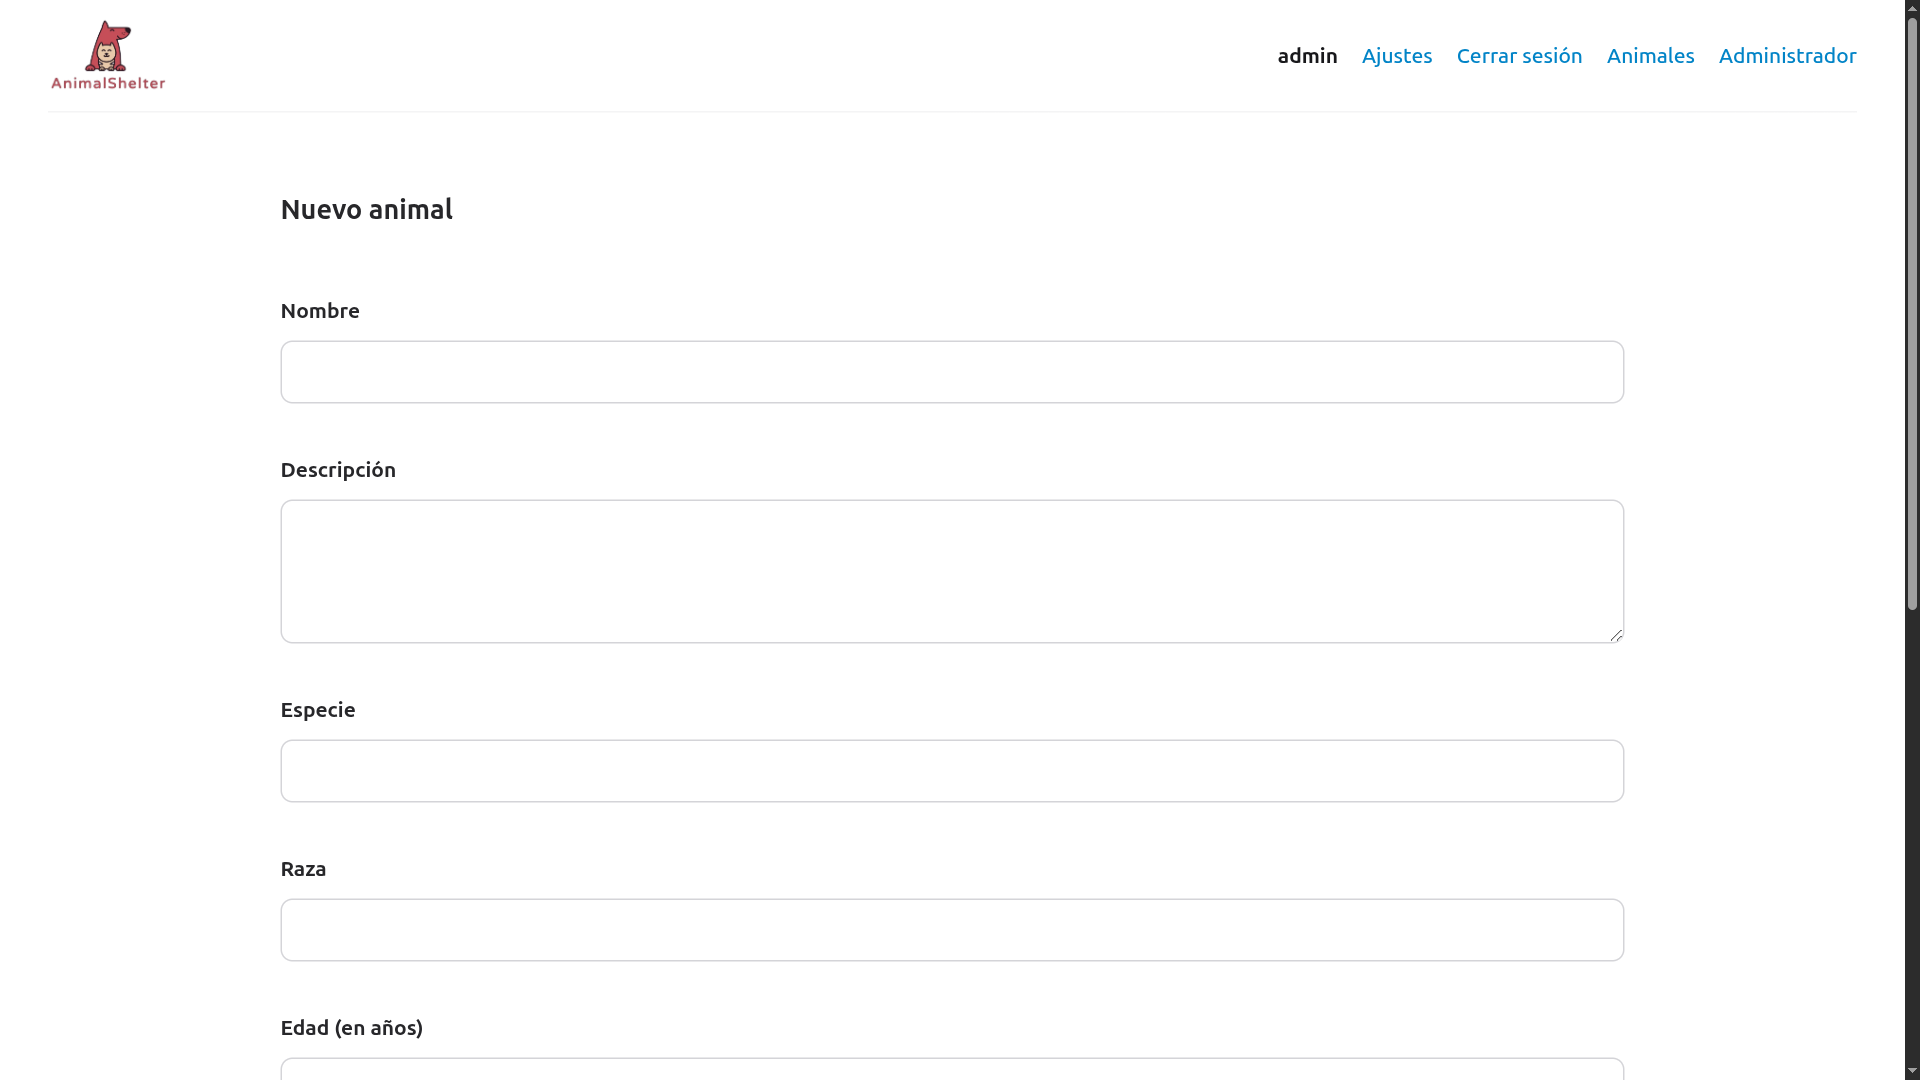 AnimalShelter
admin Ajustes Cerrar sesión Animales Administrador
Nuevo animal
Nombre
Descripción
Especie
Raza
Edad (en años)